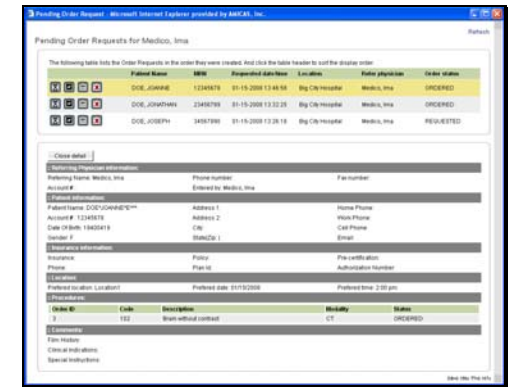 Pending Order Request - Microsoft Internet Explorer provided by AMICAS, Inc.
Refresh
Pending Order Requests for Medico, Ima
The following table lists the Order Requests in the order they were created. And click the table header to sort the display order.
Patient Name MRN Requested date/time Location Refer physician Order status
DOE, JOANNE 12345678 01-15-2008 13:46:58 Big City Hospital Medico, Ima ORDERED
DOE, JONATHAN 23456789 01-15-2008 13:32:25 Big City Hospital Medico, Ima ORDERED
DOE, JOSEPH 34567890 01-15-2008 13:26:18 Big City Hospital Medico, Ima REQUESTED
Close detail
:: Referring Physician information:
Referring Name: Medico, Ima Phone number: Fax number:
Account #: Entered by: Medico, Ima
:: Patient information:
Patient Name: DOE^JOANNE^E^^^ Address 1: Home Phone:
Account #: 12345678 Address 2: Work Phone:
Date Of Birth: 19400419 City: Cell Phone:
Gender: F State(Zip): Email:
:: Insurance information:
Insurance: Policy: Pre-certification:
Phone: Plan Id: Authorization Number:
:: Location:
Prefered location: Location1 Prefered date: 01/15/2008 Prefered time: 2:00 pm
:: Procedures:
Order ID Code Description Modality Status
3 102 Brain without contrast CT ORDERED
:: Comments:
Film History:
Clinical Indications:
Special Instructions: